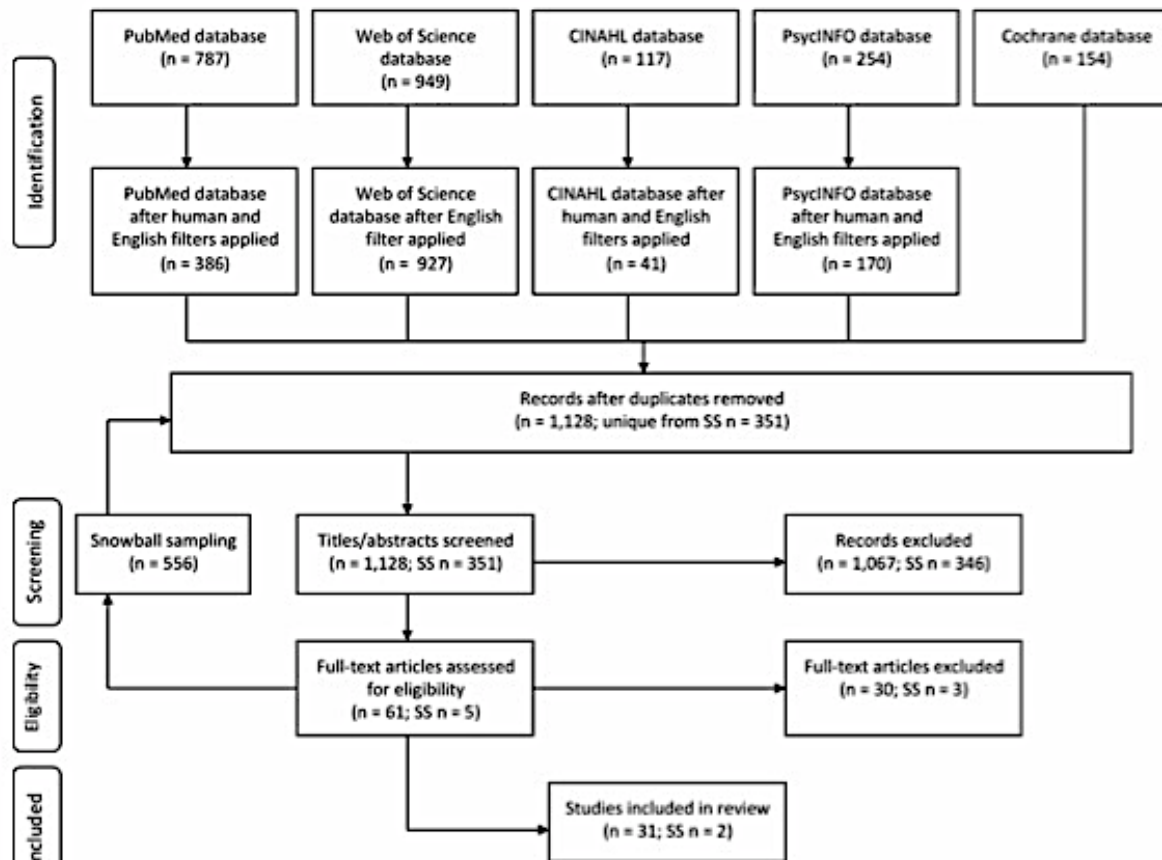 Identification
PubMed database
(n = 787)
Web of Science
database
(n = 949)
CINAHL database
(n = 117)
PsycINFO database
(n = 254)
Cochrane database
(n = 154)
PubMed database
after human and
English filters applied
(n = 386)
Web of Science
database after English
filter applied
(n = 927)
CINAHL database after
human and English
filters applied
(n = 41)
PsycINFO database
after human and
English filters applied
(n = 170)
Records after duplicates removed
(n = 1,128; unique from SS n = 351)
Screening
Snowball sampling
(n = 556)
Titles/abstracts screened
(n = 1,128; SS n = 351)
Records excluded
(n = 1,067; SS n = 346)
Eligibility
Full-text articles assessed
for eligibility
(n = 61; SS n = 5)
Full-text articles excluded
(n = 30; SS n = 3)
ncluded
Studies included in review
(n = 31; SS n = 2)